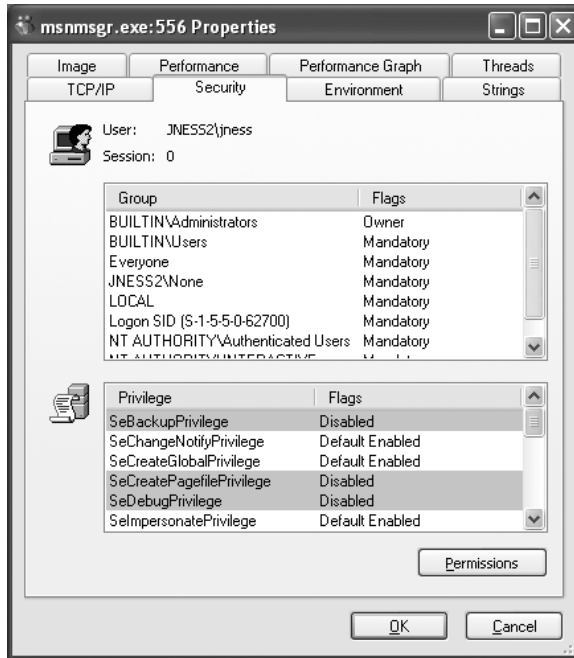 msnmsgr.exe:556 Properties
Image Performance Performance Graph Threads
TCP/IP Security Environment Strings
User: JNESS2\jness
Session: 0
Group Flags
BUILTIN\Administrators Owner
BUILTIN\Users Mandatory
Everyone Mandatory
JNESS2\None Mandatory
LOCAL Mandatory
Logon SID (S-1-5-5-0-62700) Mandatory
NT AUTHORITY\Authenticated Users Mandatory
NT AUTHORITY\INTERACTIVE
Privilege Flags
SeBackupPrivilege Disabled
SeChangeNotifyPrivilege Default Enabled
SeCreateGlobalPrivilege Default Enabled
SeCreatePagefilePrivilege Disabled
SeDebugPrivilege Disabled
SeImpersonatePrivilege Default Enabled
Permissions
OK Cancel